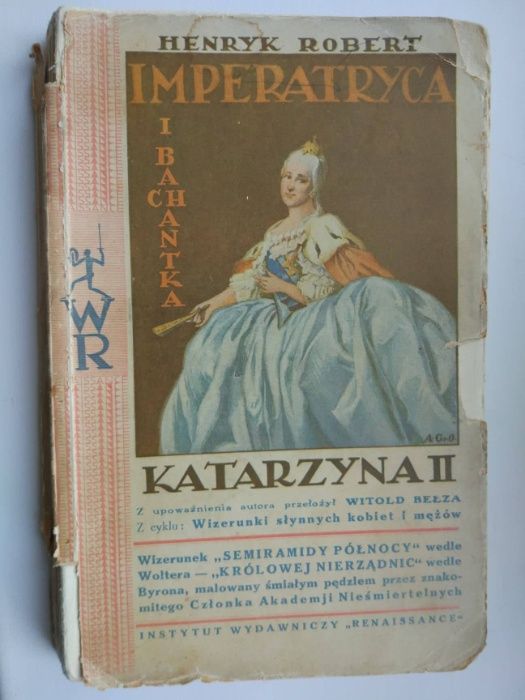 HENRYK ROBERT
IMPERATRYCA
I BACHANTKA
WR
A.G.O.
KATARZYNA II
Z upoważnienia autora przełożył WITOLD BEŁZA
Z cyklu: Wizerunki słynnych kobiet i mężów
Wizerunek „SEMIRAMIDY PÓŁNOCY“ wedle
Woltera — „KRÓLOWEJ NIERZĄDNIC“ wedle
Byrona, malowany śmiałym pędzlem przez znako-
mitego Członka Akademji Nieśmiertelnych
INSTYTUT WYDAWNICZY „RENAISSANCE“